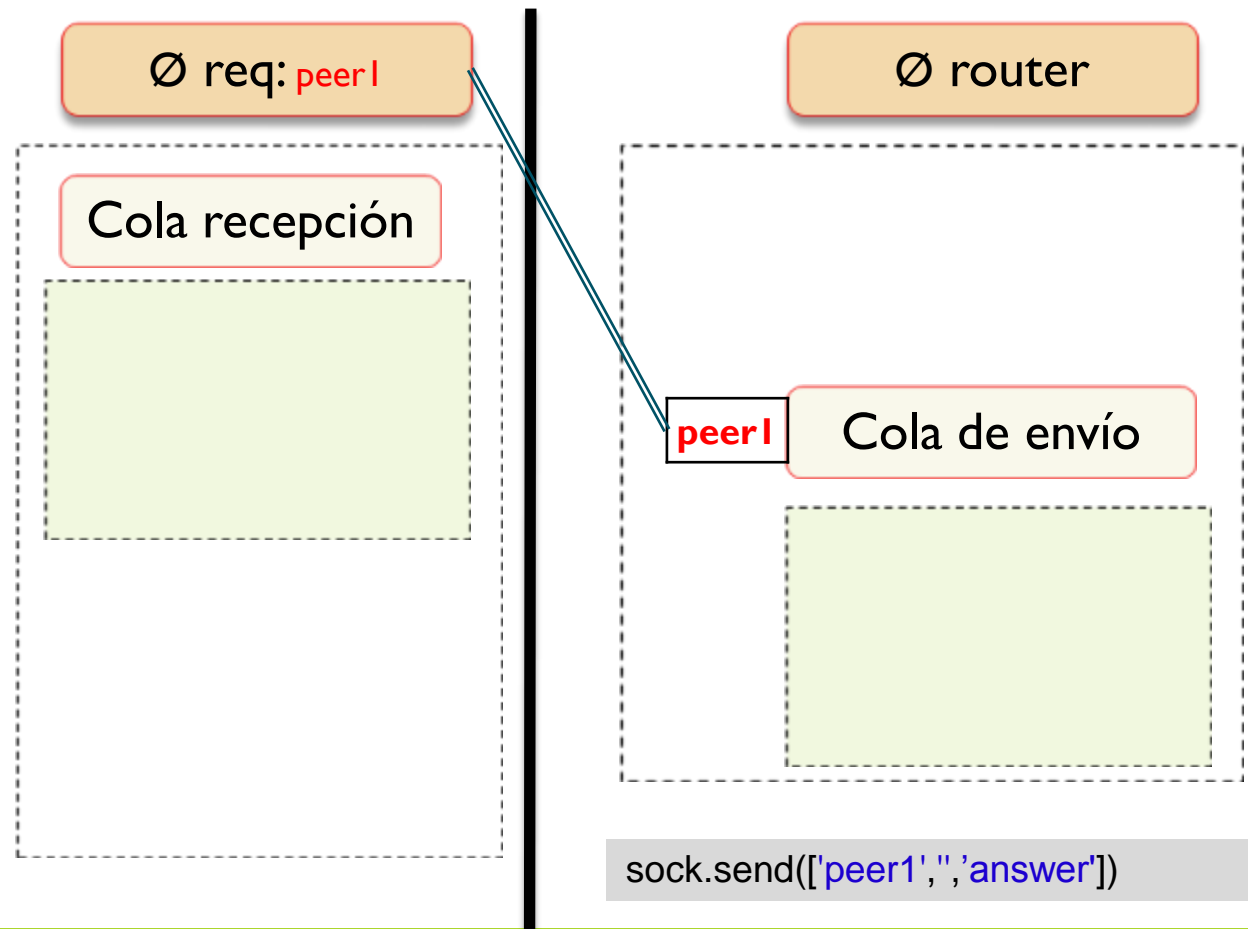 Ø req: peer1
Ø router
Cola recepción
peer1
Cola de envío
sock.send(['peer1','',’answer'])